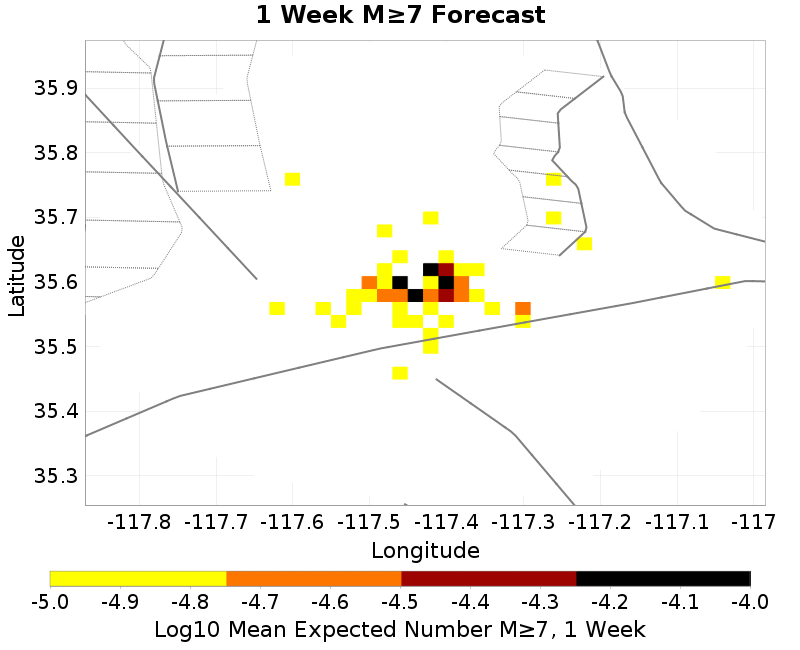 1 Week M≥7 Forecast
35.9
35.8
35.7
35.6
35.5
35.4
35.3
Latitude
-117.8 -117.7 -117.6 -117.5 -117.4 -117.3 -117.2 -117.1 -117
Longitude
-5.0 -4.9 -4.8 -4.7 -4.6 -4.5 -4.4 -4.3 -4.2 -4.1 -4.0
Log10 Mean Expected Number M≥7, 1 Week